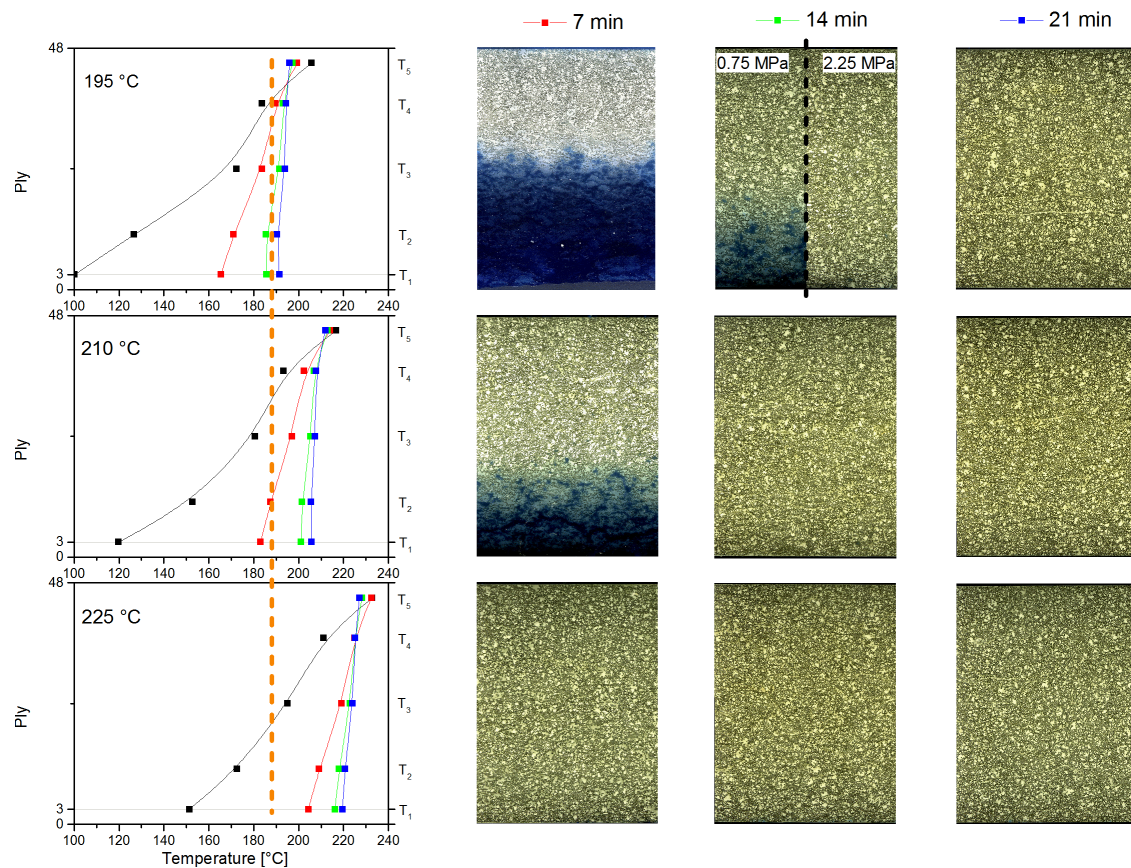 7 min
14 min
21 min
48
195 °C
T5
T4
T3
T2
T1
Ply
3
0
100 120 140 160 180 200 220 240
0.75 MPa
2.25 MPa
48
210 °C
T5
T4
T3
T2
T1
Ply
3
0
100 120 140 160 180 200 220 240
48
225 °C
T5
T4
T3
T2
T1
Ply
3
0
100 120 140 160 180 200 220 240
Temperature [°C]